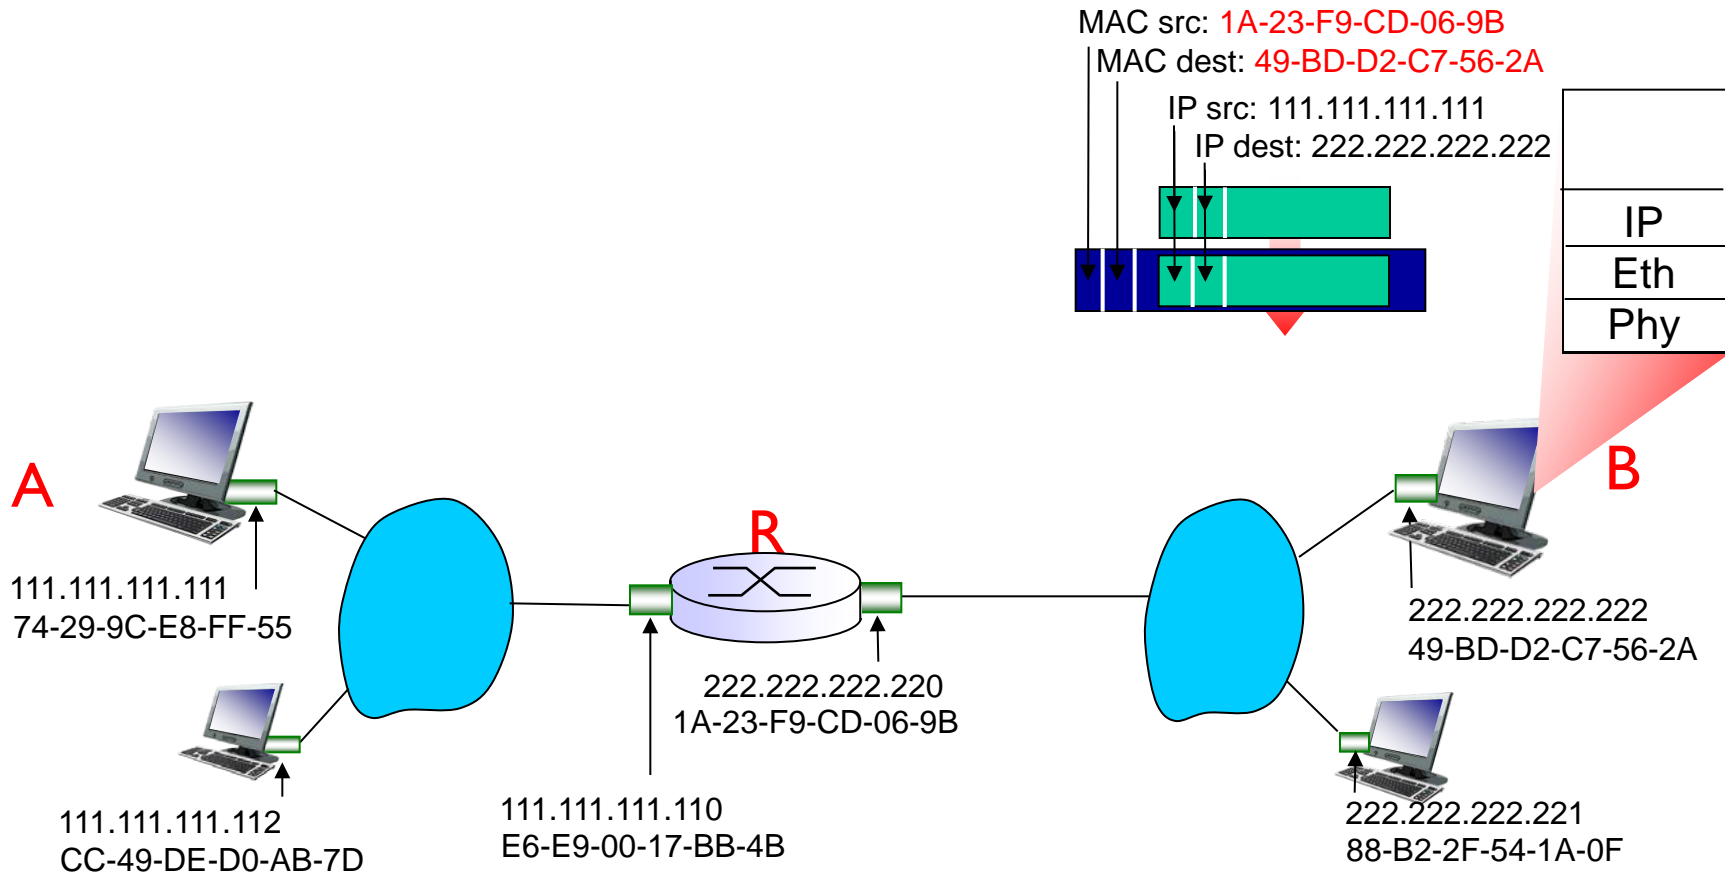 MAC src: 1A-23-F9-CD-06-9B
MAC dest: 49-BD-D2-C7-56-2A
IP src: 111.111.111.111
IP dest: 222.222.222.222
IP
Eth
Phy
A
B
R
111.111.111.111
74-29-9C-E8-FF-55
222.222.222.222
49-BD-D2-C7-56-2A
222.222.222.220
1A-23-F9-CD-06-9B
111.111.111.112
CC-49-DE-D0-AB-7D
111.111.111.110
E6-E9-00-17-BB-4B
222.222.222.221
88-B2-2F-54-1A-0F